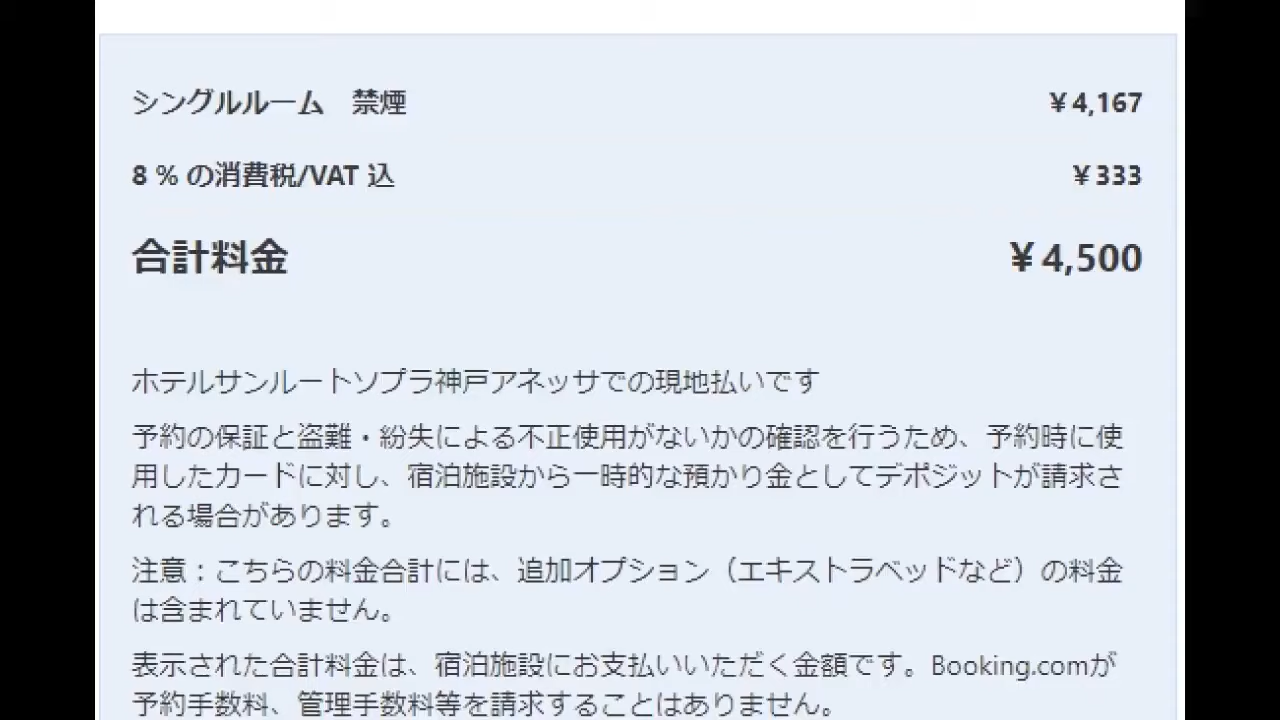 シングルルーム　禁煙 ¥4,167
8 % の消費税/VAT 込 ¥333
合計料金 ¥4,500
ホテルサンルートソプラ神戸アネッサでの現地払いです
予約の保証と盗難・紛失による不正使用がないかの確認を行うため、予約時に使
用したカードに対し、宿泊施設から一時的な預かり金としてデポジットが請求さ
れる場合があります。
注意：こちらの料金合計には、追加オプション（エキストラベッドなど）の料金
は含まれていません。
表示された合計料金は、宿泊施設にお支払いいただく金額です。Booking.comが
予約手数料、管理手数料等を請求することはありません。